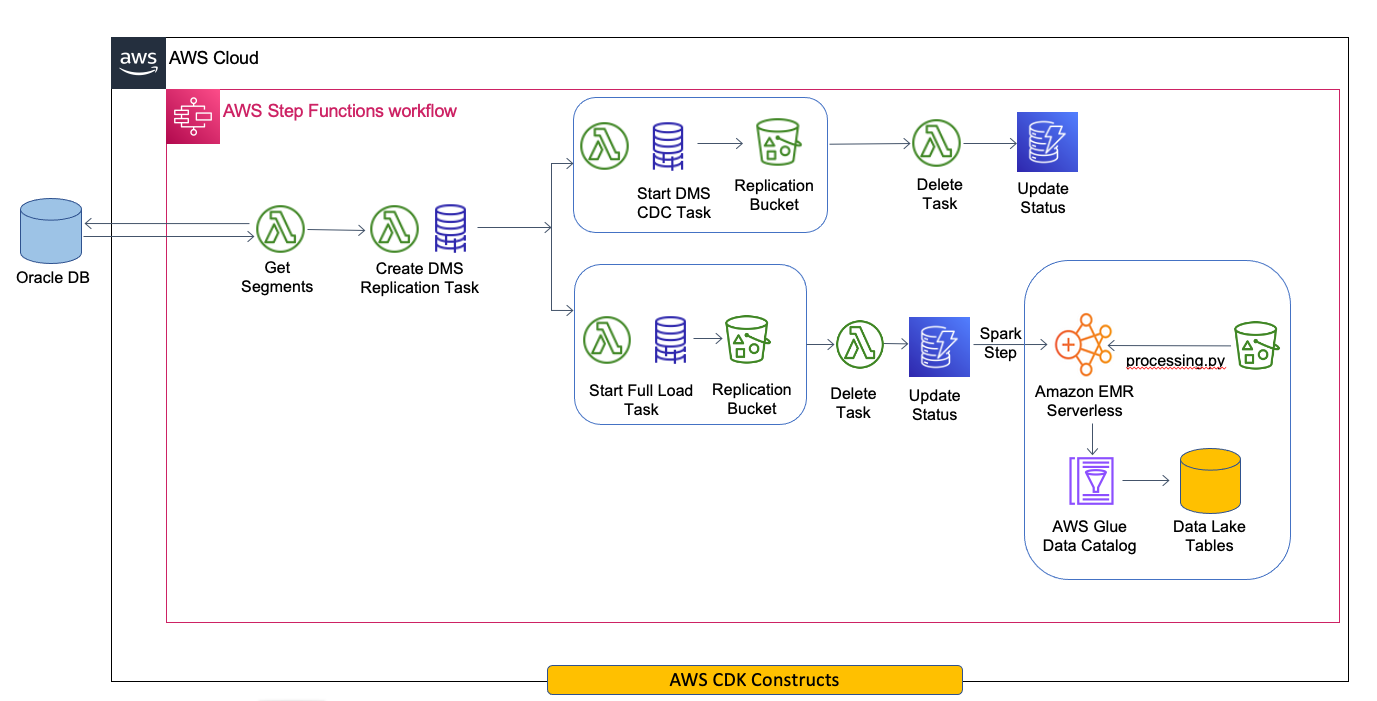 aws
AWS Cloud
AWS Step Functions workflow
Oracle DB
Get
Segments
Create DMS
Replication Task
Start DMS
CDC Task
Replication
Bucket
Delete
Task
Update
Status
Start Full Load
Task
Replication
Bucket
Delete
Task
Update
Status
Spark
Step
processing.py
Amazon EMR
Serverless
AWS Glue
Data Catalog
Data Lake
Tables
AWS CDK Constructs